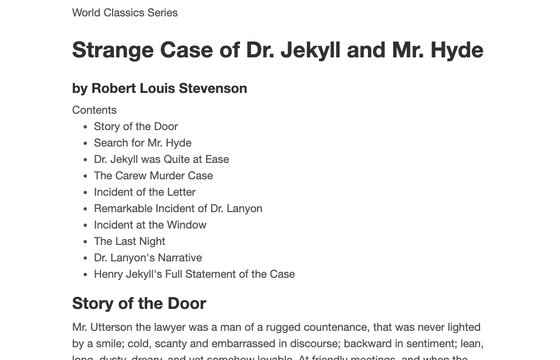 World Classics Series
Strange Case of Dr. Jekyll and Mr. Hyde
by Robert Louis Stevenson
Contents
• Story of the Door
• Search for Mr. Hyde
• Dr. Jekyll was Quite at Ease
• The Carew Murder Case
• Incident of the Letter
• Remarkable Incident of Dr. Lanyon
• Incident at the Window
• The Last Night
• Dr. Lanyon's Narrative
• Henry Jekyll's Full Statement of the Case
Story of the Door
Mr. Utterson the lawyer was a man of a rugged countenance, that was never lighted
by a smile; cold, scanty and embarrassed in discourse; backward in sentiment; lean,
long, dusty, dreary, and yet somehow lovable. At friendly meetings, and when the